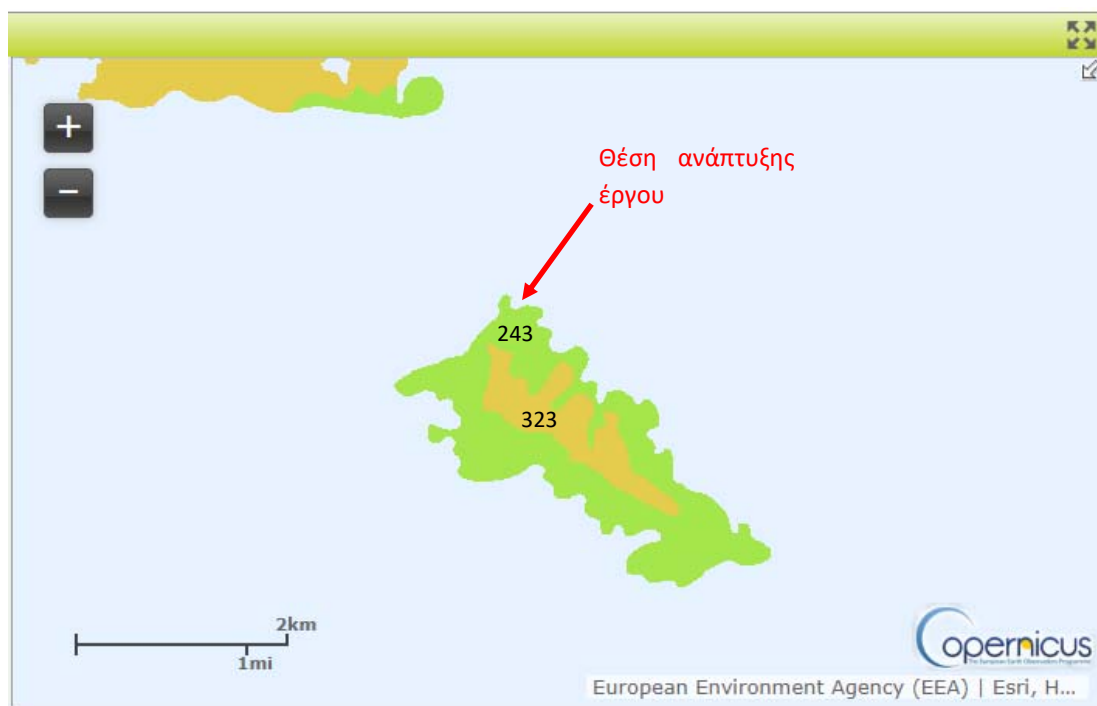 +
−
Θέση ανάπτυξης
έργου
243
323
2km
1mi
opernicus
European Environment Agency (EEA) | Esri, H...